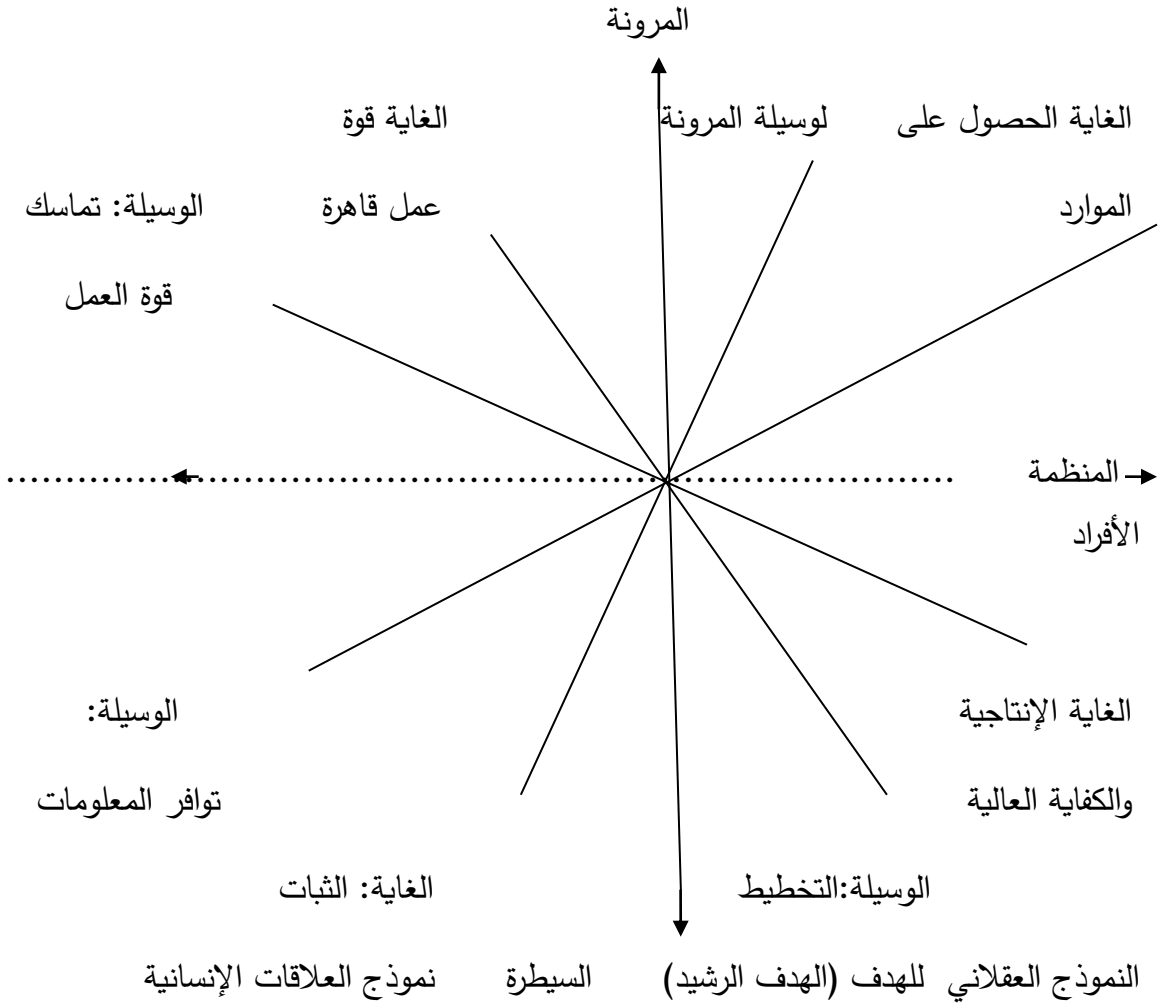 المرونة
الغاية الحصول على لوسيلة المرونة الغاية قوة
الموارد عمل قاهرة الوسيلة: تماسك
قوة العمل
المنظمة
الأفراد
الغاية الإنتاجية الوسيلة:
والكفاية العالية توافر المعلومات
الوسيلة:التخطيط الغاية: الثبات
النموذج العقلاني للهدف (الهدف الرشيد) السيطرة نموذج العلاقات الإنسانية